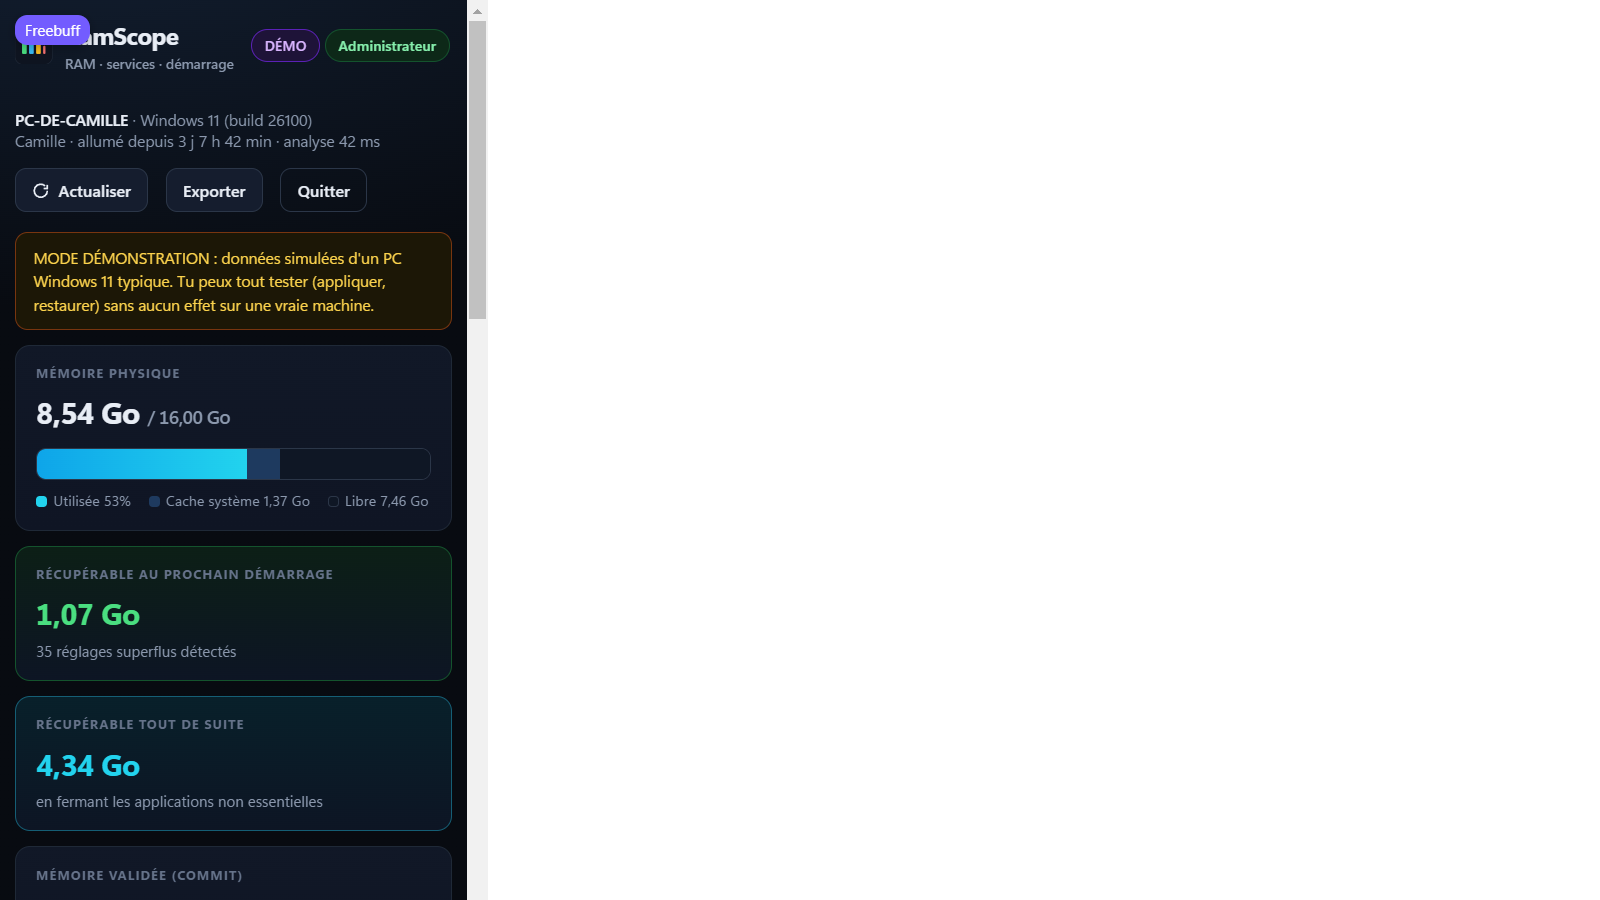 Freebuff
amScope
RAM · services · démarrage
DÉMO
Administrateur
PC-DE-CAMILLE · Windows 11 (build 26100)
Camille · allumé depuis 3 j 7 h 42 min · analyse 42 ms
Actualiser
Exporter
Quitter
MODE DÉMONSTRATION : données simulées d'un PC
Windows 11 typique. Tu peux tout tester (appliquer,
restaurer) sans aucun effet sur une vraie machine.
MÉMOIRE PHYSIQUE
8,54 Go / 16,00 Go
Utilisée 53% Cache système 1,37 Go Libre 7,46 Go
RÉCUPÉRABLE AU PROCHAIN DÉMARRAGE
1,07 Go
35 réglages superflus détectés
RÉCUPÉRABLE TOUT DE SUITE
4,34 Go
en fermant les applications non essentielles
MÉMOIRE VALIDÉE (COMMIT)